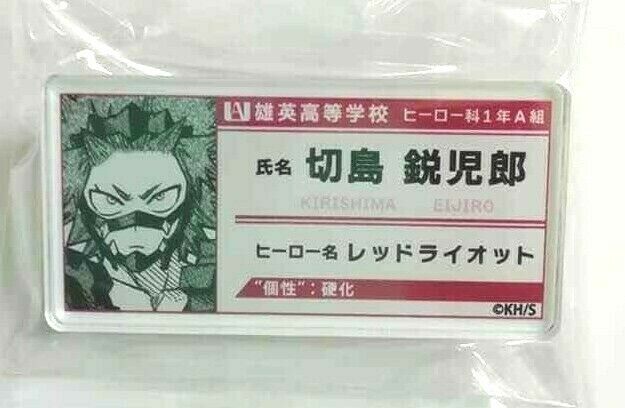 UA 雄英高等学校 ヒーロー科1年A組
氏名 切島 鋭児郎
KIRISHIMA EIJIRO
ヒーロー名 レッドライオット
"個性"：硬化
©KH/S